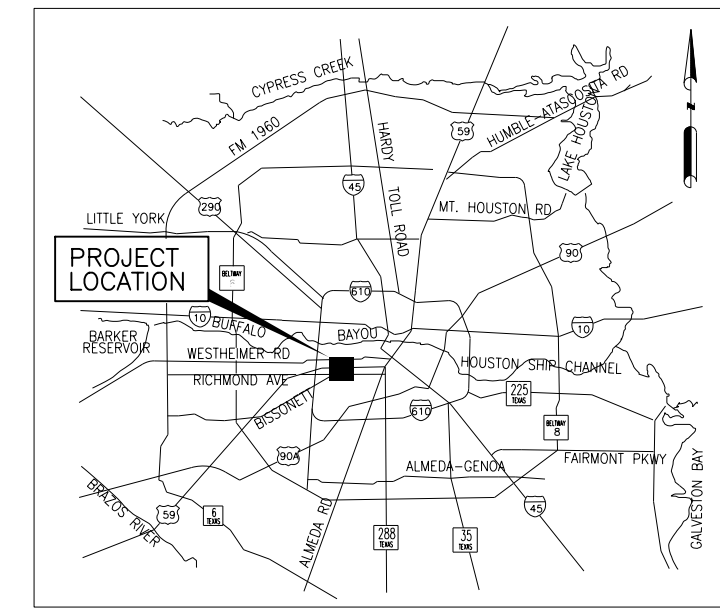 CYPRESS CREEK
FM 1960
HARDY
TOLL ROAD
59
HUMBLE-ATASCOSITA RD
LAKE HOUSTON
N
45
290
LITTLE YORK
MT. HOUSTON RD
PROJECT
LOCATION
BELTWAY
90
610
10
BUFFALO
BAYOU
10
BARKER
RESERVOIR
WESTHEIMER RD
HOUSTON SHIP CHANNEL
RICHMOND AVE
225
TEXAS
BISSONETT
610
BELTWAY
8
90A
ALMEDA-GENOA
FAIRMONT PKWY
GALVESTON BAY
BRAZOS RIVER
59
6
TEXAS
ALMEDA RD
288
TEXAS
35
TEXAS
45